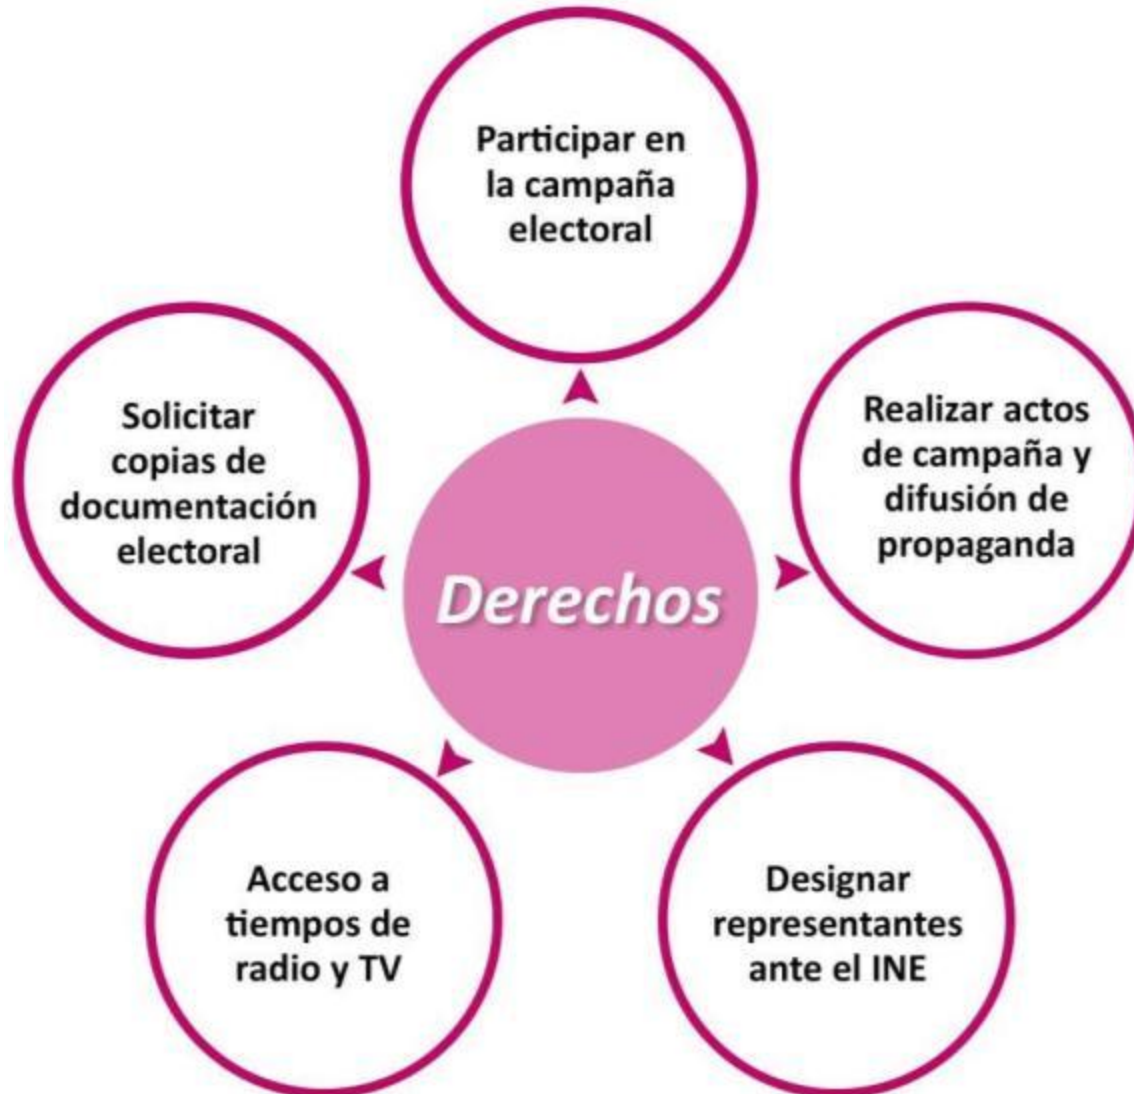 Participar en
la campaña
electoral
Solicitar
copias de
documentación
electoral
Realizar actos
de campaña y
difusión de
propaganda
Derechos
Acceso a
tiempos de
radio y TV
Designar
representantes
ante el INE